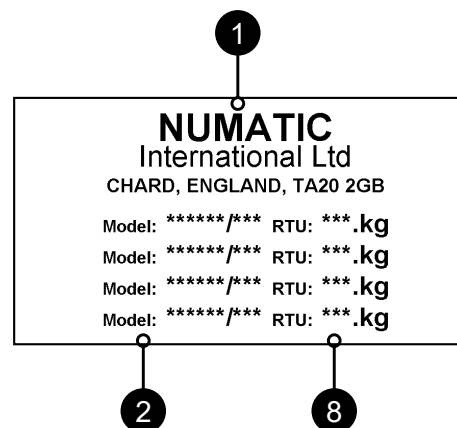 1
NUMATIC
International Ltd
CHARD, ENGLAND, TA20 2GB
Model: ******/*** RTU: ***.kg
Model: ******/*** RTU: ***.kg
Model: ******/*** RTU: ***.kg
Model: ******/*** RTU: ***.kg
2 8